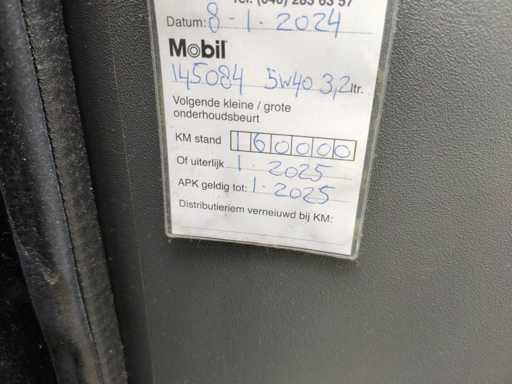 Datum: 8-1.2024
Mobil
145084 5W40 3,2 ltr.
Volgende kleine / grote
onderhoudsbeurt
KM stand 160000
Of uiterlijk 1.2025
APK geldig tot: 1.2025
Distributieriem vernieuwd bij KM: